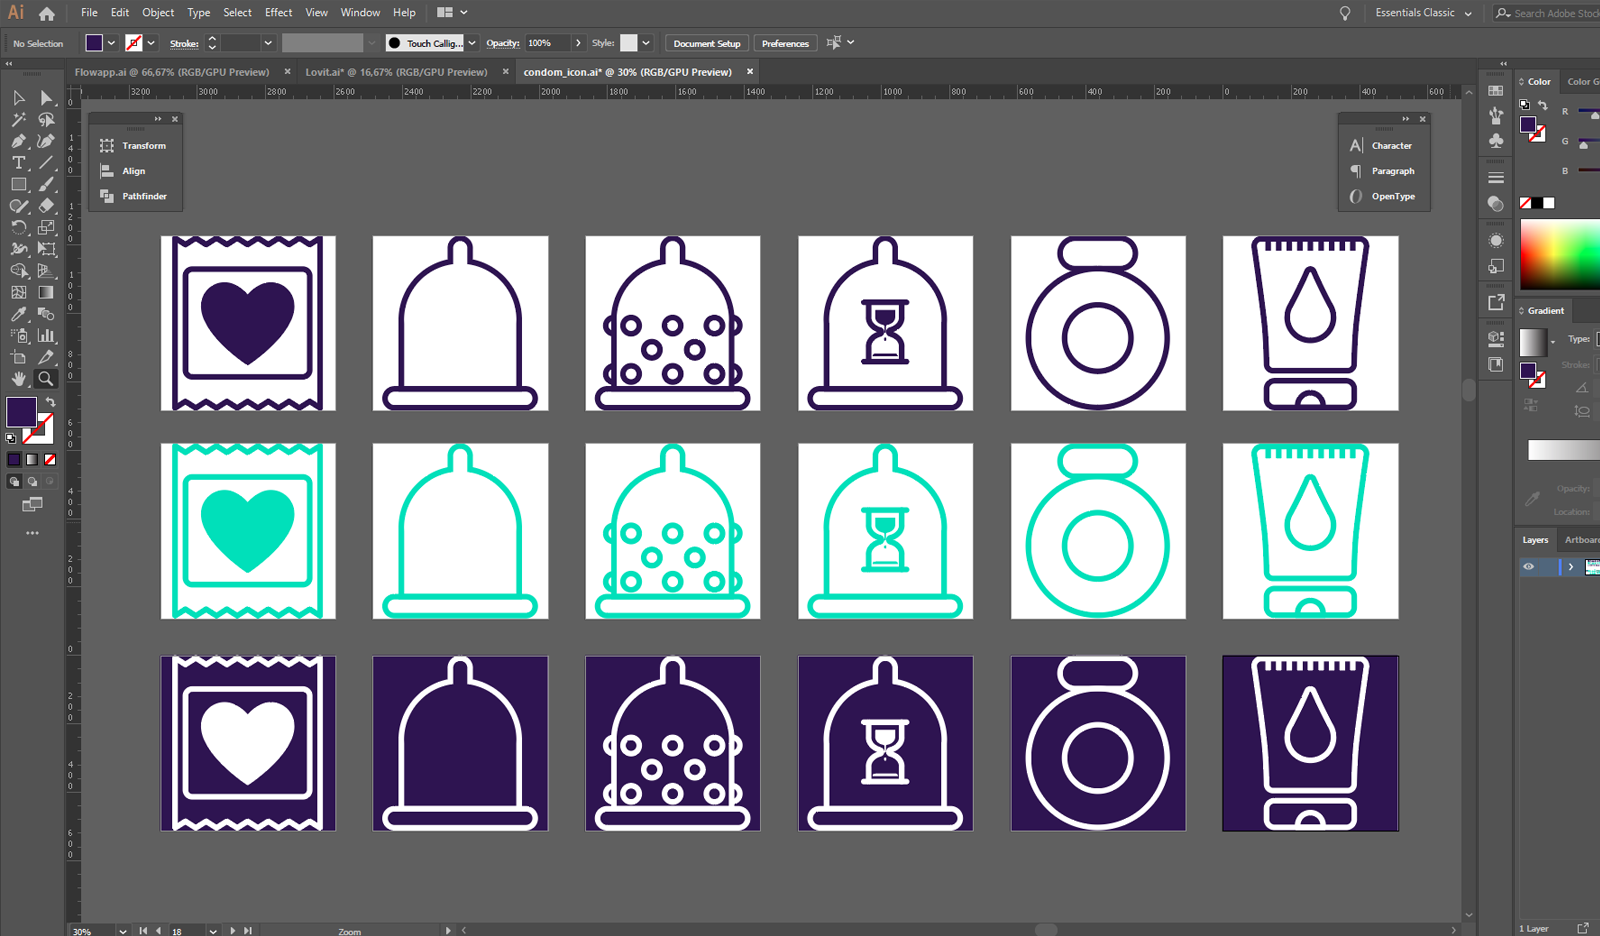 Ai File Edit Object Type Select Effect View Window Help Essentials Classic Search Adobe Stock
No Selection Stroke: Touch Callig... Opacity: 100% Style: Document Setup Preferences
Flowapp.ai @ 66,67% (RGB/GPU Preview) × Lovit.ai* @ 16,67% (RGB/GPU Preview) × condom_icon.ai* @ 30% (RGB/GPU Preview) ×
3200 3000 2800 2600 2400 2200 2000 1800 1600 1400 1200 1000 800 600 400 200 0 200 400 600
Transform
Align
Pathfinder
Character
Paragraph
OpenType
Color Color G
R
G
B
Gradient
Type:
Stroke:
Opacity:
Location:
Layers Artboar
1 Layer
30% 18 Zoom